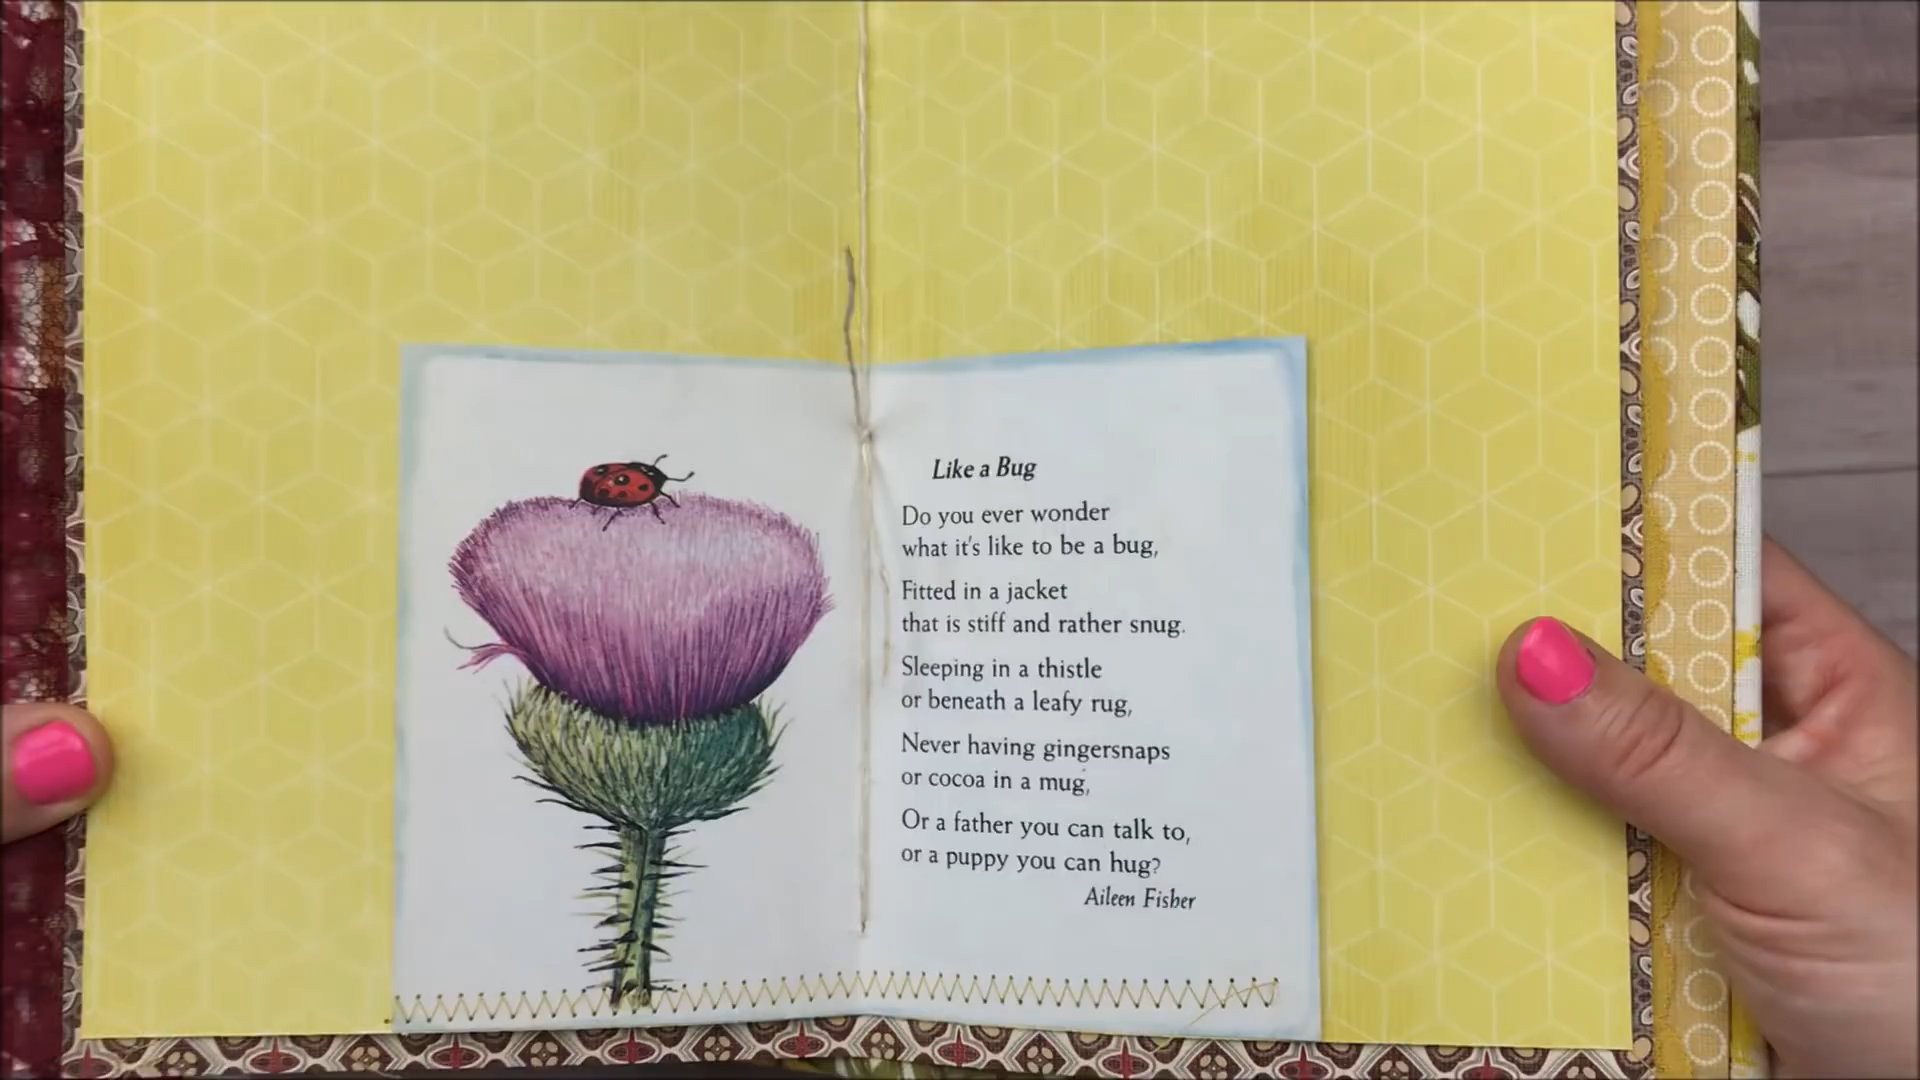 Like a Bug
Do you ever wonder
what it's like to be a bug,
Fitted in a jacket
that is stiff and rather snug.
Sleeping in a thistle
or beneath a leafy rug,
Never having gingersnaps
or cocoa in a mug,
Or a father you can talk to,
or a puppy you can hug?
Aileen Fisher